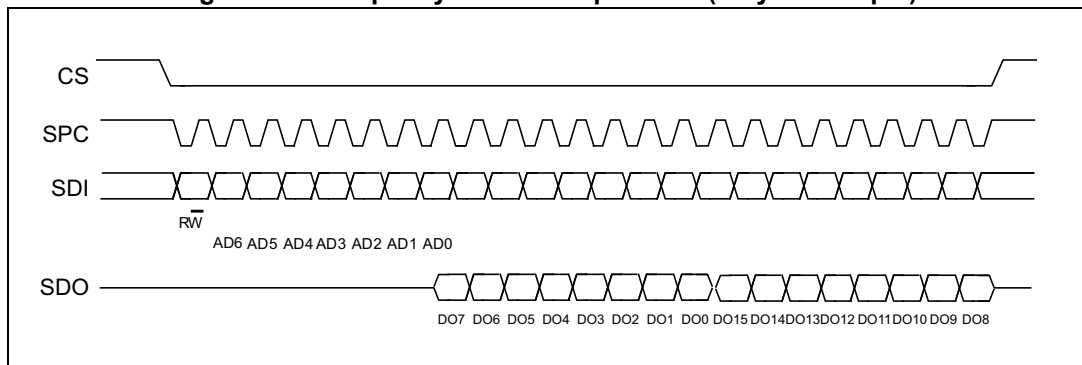 CS
SPC
SDI
RW
AD6 AD5 AD4 AD3 AD2 AD1 AD0
SDO
DO7 DO6 DO5 DO4 DO3 DO2 DO1 DO0 DO15 DO14 DO13 DO12 DO11 DO10 DO9 DO8